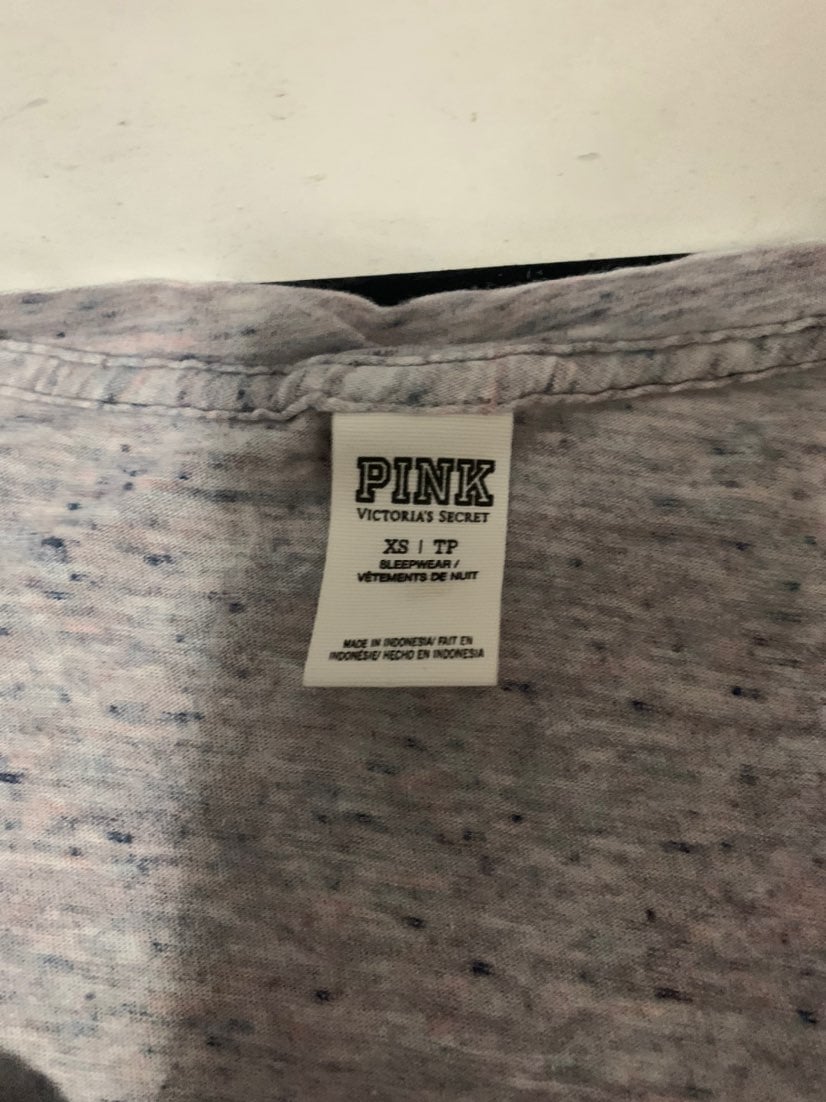 PINK
VICTORIA'S SECRET
XS | TP
SLEEPWEAR /
VÊTEMENTS DE NUIT
MADE IN INDONESIA/ FAIT EN
INDONÉSIE/ HECHO EN INDONESIA